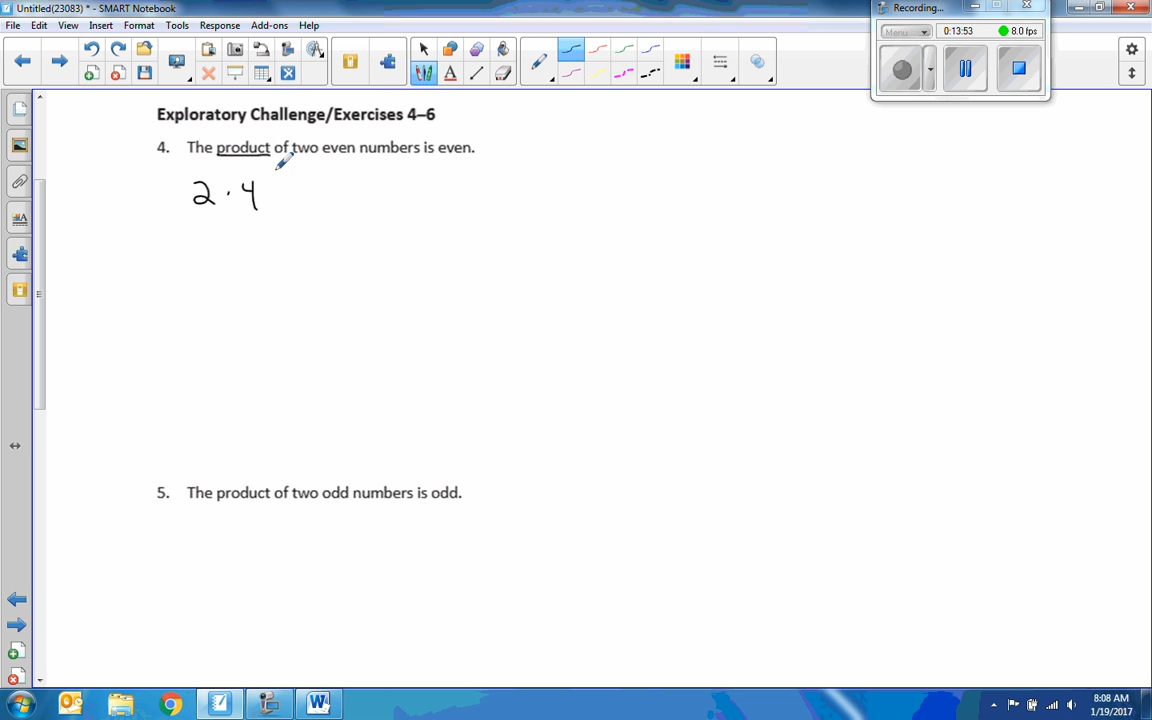 Untitled(23083) * - SMART Notebook
File Edit View Insert Format Tools Response Add-ons Help
Recording...
Menu 0:13:53 8.0 fps
Exploratory Challenge/Exercises 4–6
4. The product of two even numbers is even.
2 · 4
5. The product of two odd numbers is odd.
8:08 AM
1/19/2017